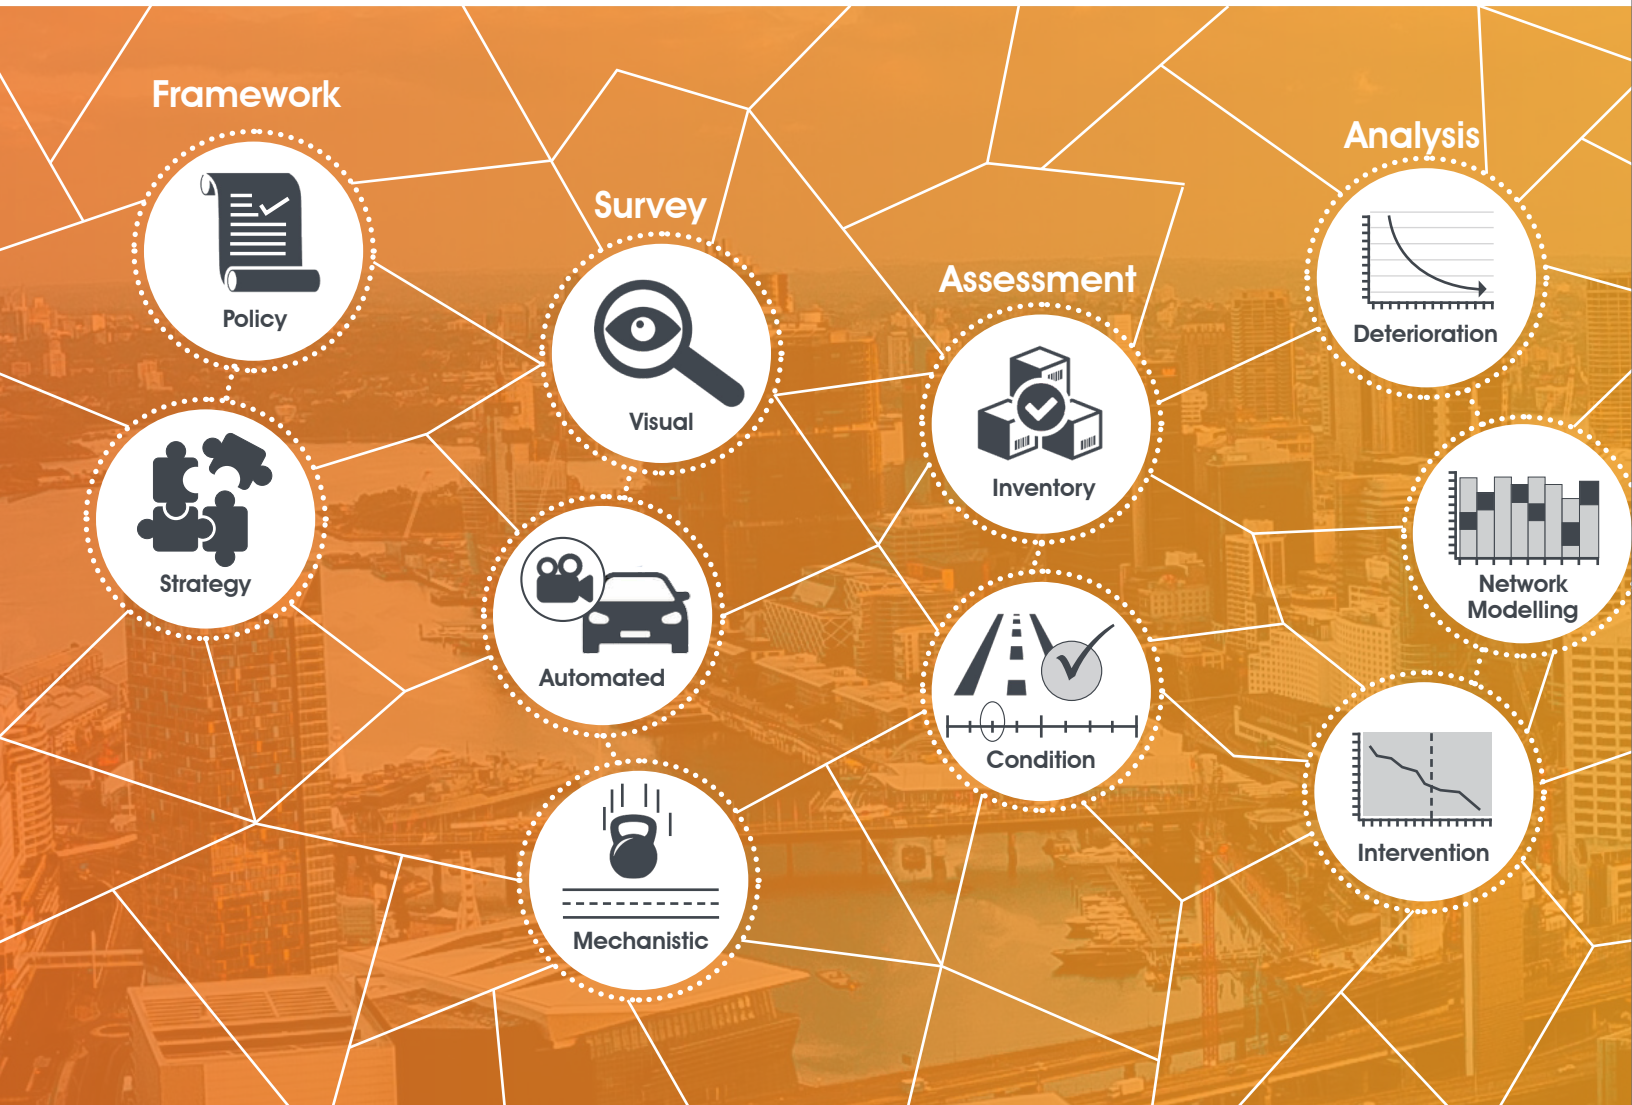 Framework
Policy
Strategy
Survey
Visual
Automated
Mechanistic
Assessment
Inventory
Condition
Analysis
Deterioration
Network
Modelling
Intervention